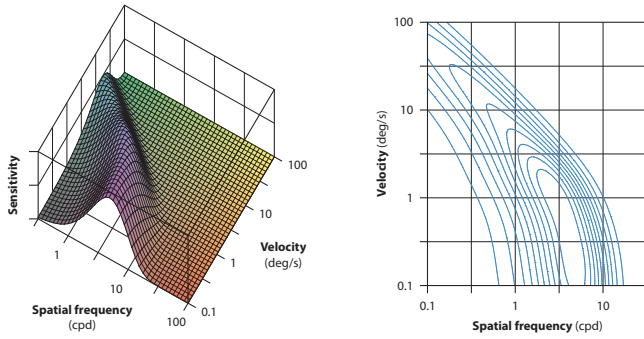 Sensitivity
1
10
100
Spatial frequency
(cpd)
0.1
1
10
100
Velocity
(deg/s)
100
10
1
0.1
Velocity (deg/s)
0.1
1
10
Spatial frequency (cpd)